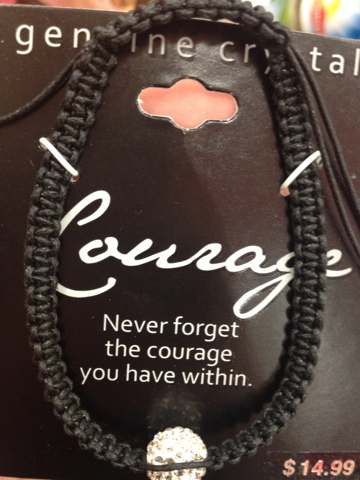 genuine crystal
Courage
Never forget
the courage
you have within.
$14.99